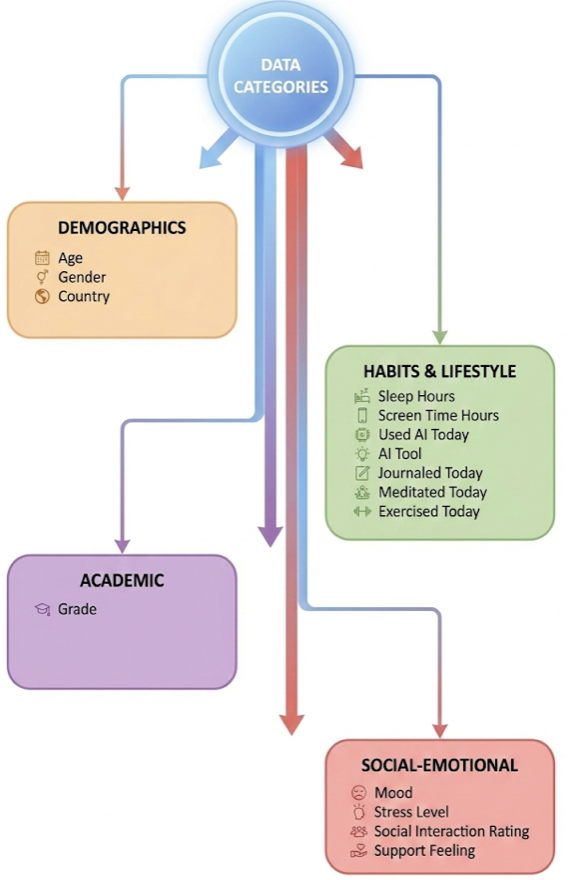 DATA
CATEGORIES
DEMOGRAPHICS
Age
Gender
Country
HABITS & LIFESTYLE
Sleep Hours
Screen Time Hours
Used AI Today
AI Tool
Journaled Today
Meditated Today
Exercised Today
ACADEMIC
Grade
SOCIAL-EMOTIONAL
Mood
Stress Level
Social Interaction Rating
Support Feeling